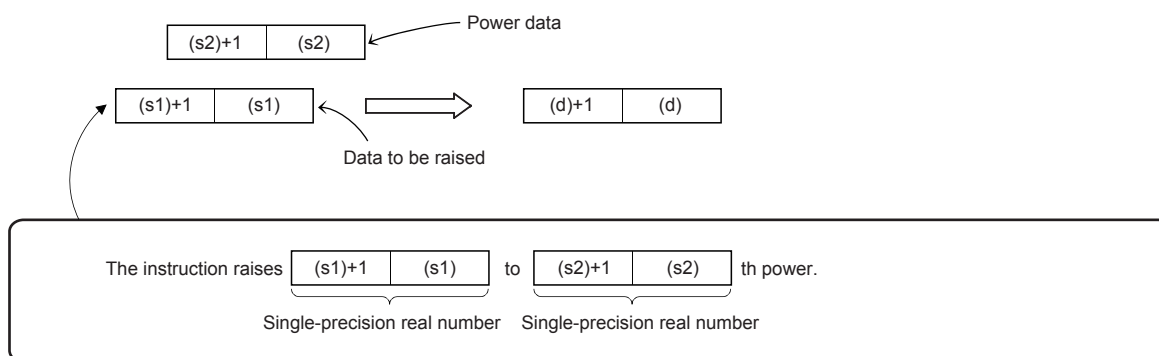 Power data
(s2)+1 (s2)
(s1)+1 (s1) (d)+1 (d)
Data to be raised
The instruction raises (s1)+1 (s1) to (s2)+1 (s2) th power.
Single-precision real number Single-precision real number